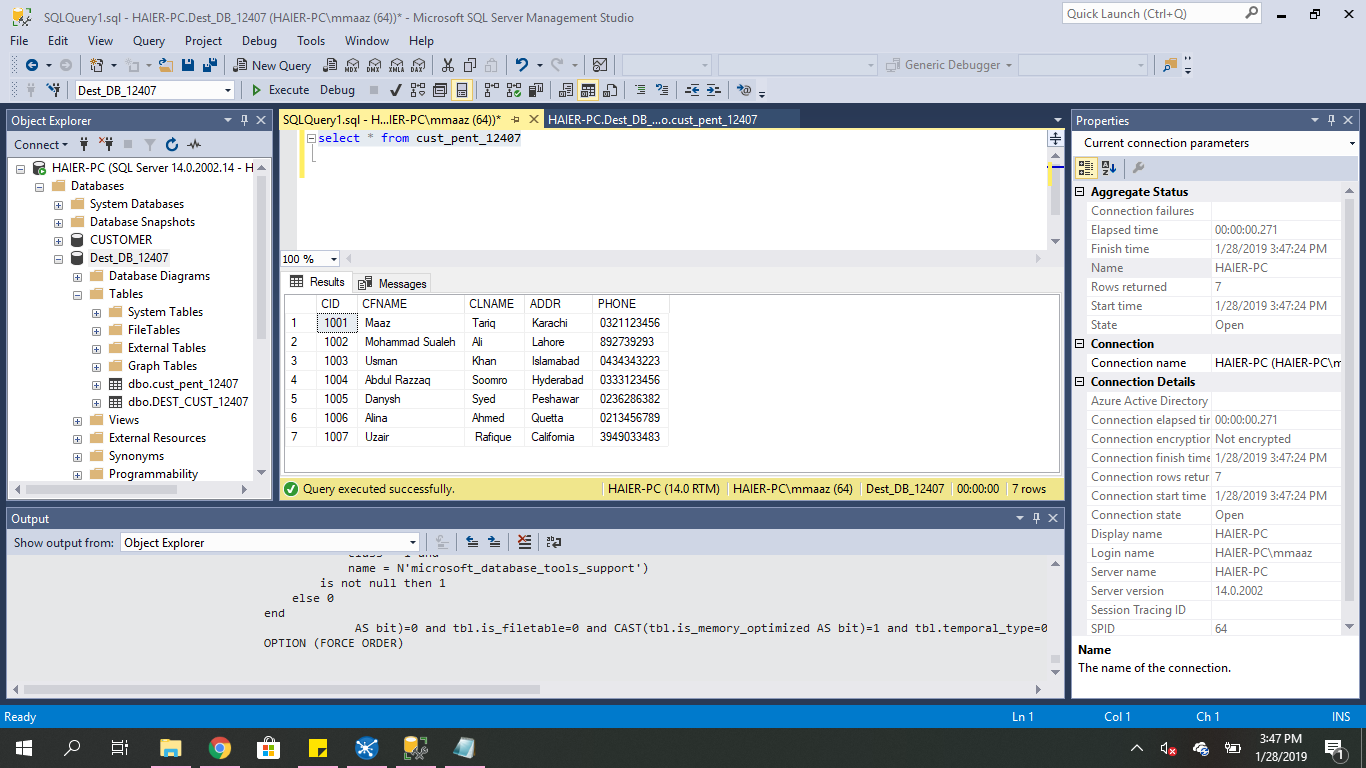 SQLQuery1.sql - HAIER-PC.Dest_DB_12407 (HAIER-PC\mmaaz (64))* - Microsoft SQL Server Management Studio
Quick Launch (Ctrl+Q)
File Edit View Query Project Debug Tools Window Help
New Query MDX DMX XMLA DAX Generic Debugger
Dest_DB_12407 Execute Debug
Object Explorer
Connect
HAIER-PC (SQL Server 14.0.2002.14 - H
Databases
System Databases
Database Snapshots
CUSTOMER
Dest_DB_12407
Database Diagrams
Tables
System Tables
FileTables
External Tables
Graph Tables
dbo.cust_pent_12407
dbo.DEST_CUST_12407
Views
External Resources
Synonyms
Programmability
SQLQuery1.sql - H...IER-PC\mmaaz (64))* HAIER-PC.Dest_DB_...o.cust_pent_12407
select * from cust_pent_12407
100 %
Results Messages
CID CFNAME CLNAME ADDR PHONE
1 1001 Maaz Tariq Karachi 0321123456
2 1002 Mohammad Sualeh Ali Lahore 892739293
3 1003 Usman Khan Islamabad 0434343223
4 1004 Abdul Razzaq Soomro Hyderabad 0333123456
5 1005 Danysh Syed Peshawar 0236286382
6 1006 Alina Ahmed Quetta 0213456789
7 1007 Uzair Rafique California 3949033483
Query executed successfully. HAIER-PC (14.0 RTM) HAIER-PC\mmaaz (64) Dest_DB_12407 00:00:00 7 rows
Properties
Current connection parameters
Aggregate Status
Connection failures
Elapsed time 00:00:00.271
Finish time 1/28/2019 3:47:24 PM
Name HAIER-PC
Rows returned 7
Start time 1/28/2019 3:47:24 PM
State Open
Connection
Connection name HAIER-PC (HAIER-PC\m
Connection Details
Azure Active Directory
Connection elapsed tir 00:00:00.271
Connection encryption Not encrypted
Connection finish time 1/28/2019 3:47:24 PM
Connection rows retur 7
Connection start time 1/28/2019 3:47:24 PM
Connection state Open
Display name HAIER-PC
Login name HAIER-PC\mmaaz
Server name HAIER-PC
Server version 14.0.2002
Session Tracing ID
SPID 64
Name
The name of the connection.
Output
Show output from: Object Explorer
class = 1 and
name = N'microsoft_database_tools_support')
is not null then 1
else 0
end
AS bit)=0 and tbl.is_filetable=0 and CAST(tbl.is_memory_optimized AS bit)=1 and tbl.temporal_type=0
OPTION (FORCE ORDER)
Ready Ln 1 Col 1 Ch 1 INS
3:47 PM
1/28/2019
1